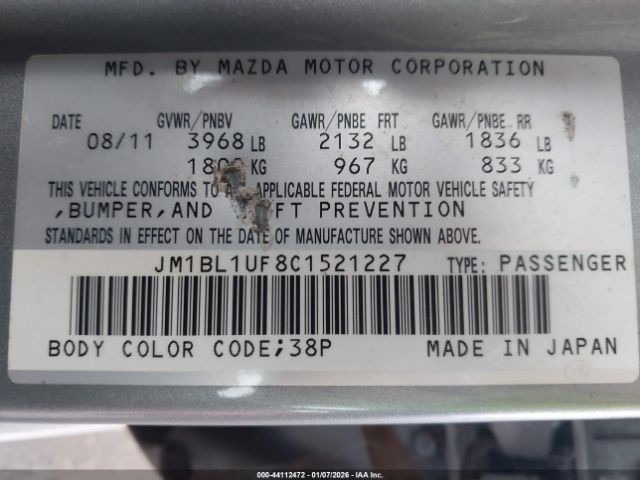 MFD. BY MAZDA MOTOR CORPORATION
DATE GVWR/PNBV GAWR/PNBE FRT GAWR/PNBE RR
08/11 3968 LB 2132 LB 1836 LB
KG 967 KG 833 KG
THIS VEHICLE CONFORMS TO APPLICABLE FEDERAL MOTOR VEHICLE SAFETY
,BUMPER,AND PREVENTION
STANDARDS IN EFFECT ON THE DATE OF MANUFACTURE SHOWN ABOVE.
JM1BL1UF8C1521227 TYPE: PASSENGER
BODY COLOR CODE;38P MADE IN JAPAN
000-44112472 | 01/07/2026 | IAAI, Inc.